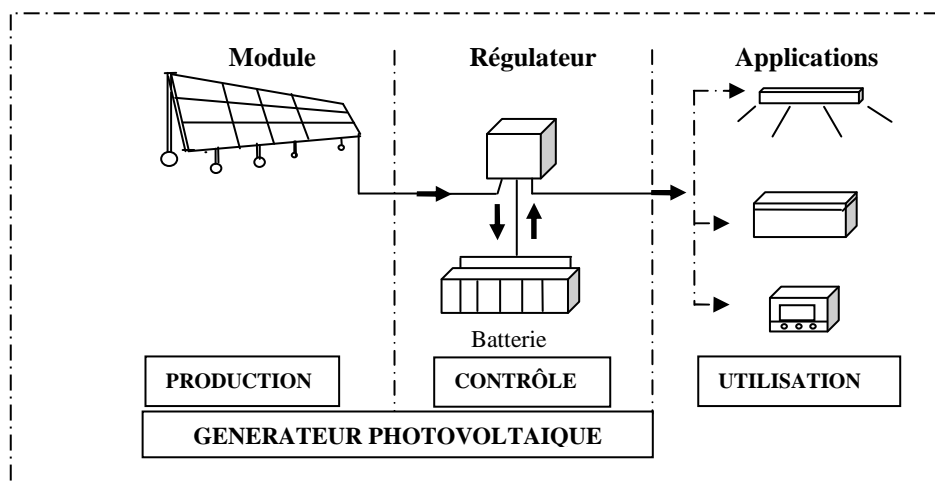 Module
Régulateur
Applications
Batterie
PRODUCTION
CONTRÔLE
UTILISATION
GENERATEUR PHOTOVOLTAIQUE